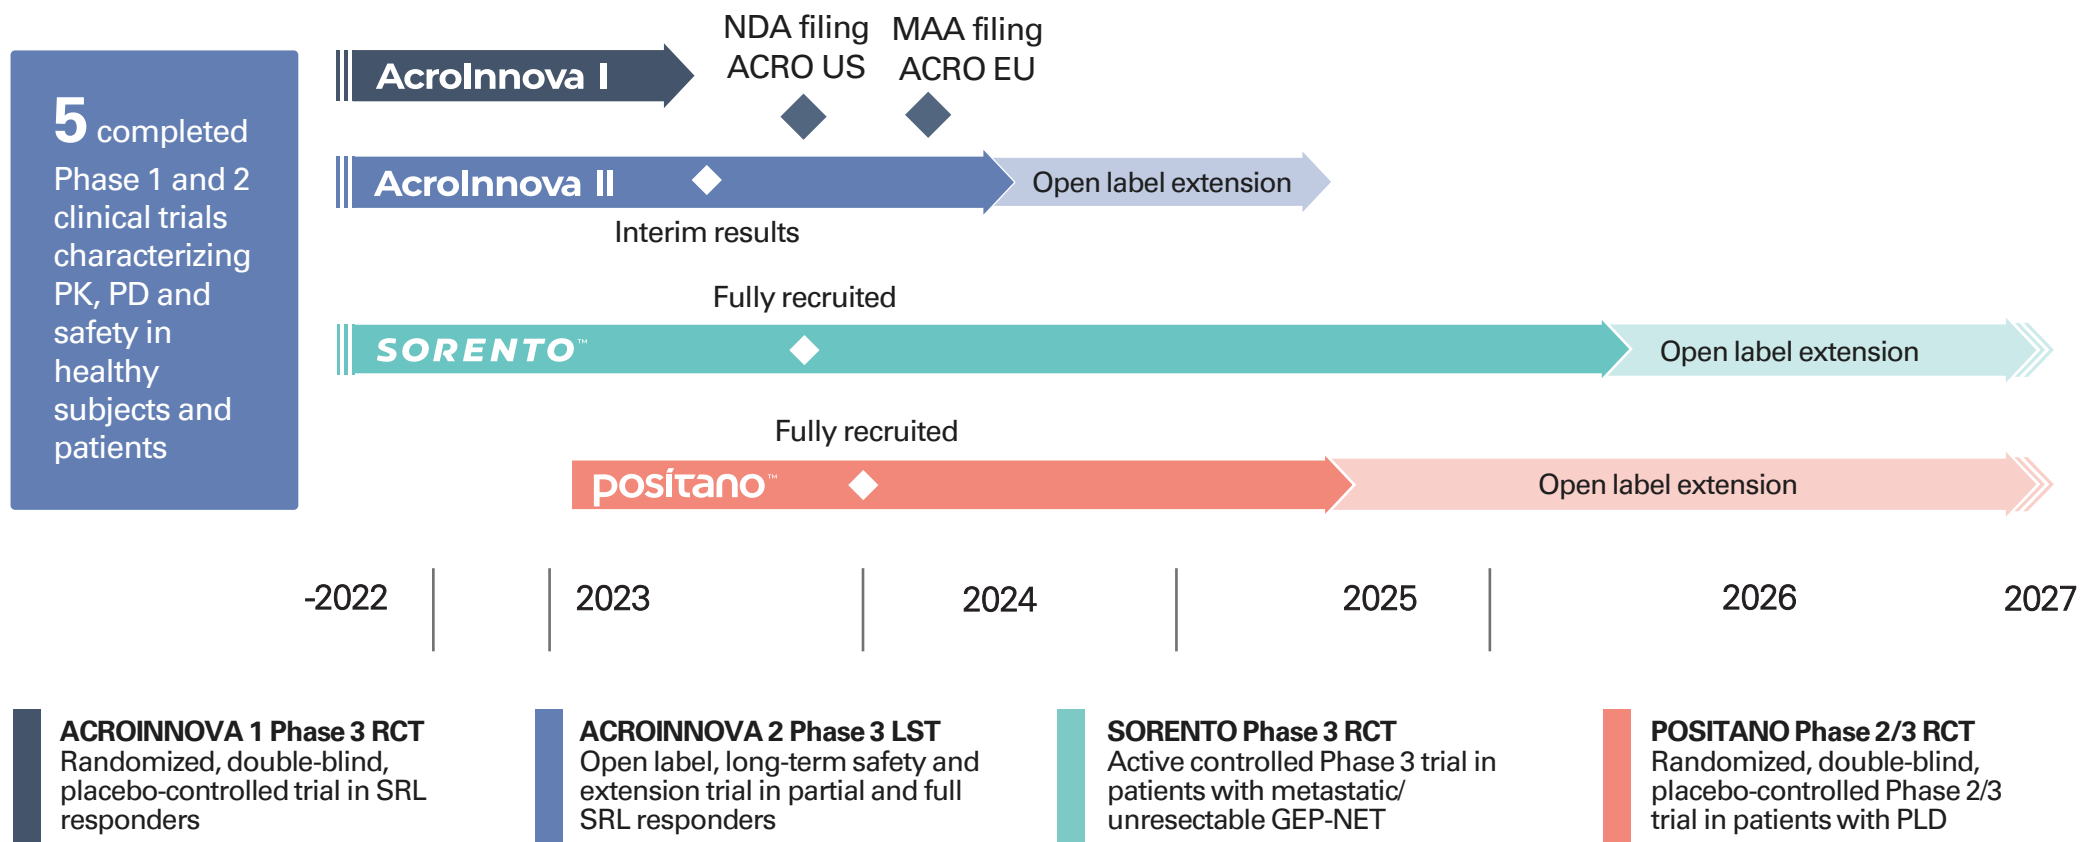 5 completed
Phase 1 and 2
clinical trials
characterizing
PK, PD and
safety in
healthy
subjects and
patients
AcroInnova I
NDA filing
ACRO US
MAA filing
ACRO EU
AcroInnova II
Open label extension
Interim results
Fully recruited
SORENTO™
Open label extension
Fully recruited
positano™
Open label extension
-2022
2023
2024
2025
2026
2027
ACROINNOVA 1 Phase 3 RCT
Randomized, double-blind,
placebo-controlled trial in SRL
responders
ACROINNOVA 2 Phase 3 LST
Open label, long-term safety and
extension trial in partial and full
SRL responders
SORENTO Phase 3 RCT
Active controlled Phase 3 trial in
patients with metastatic/
unresectable GEP-NET
POSITANO Phase 2/3 RCT
Randomized, double-blind,
placebo-controlled Phase 2/3
trial in patients with PLD